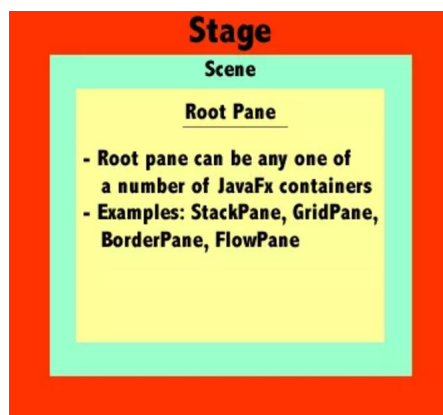 Stage
Scene
Root Pane
- Root pane can be any one of
a number of JavaFx containers
- Examples: StackPane, GridPane,
BorderPane, FlowPane